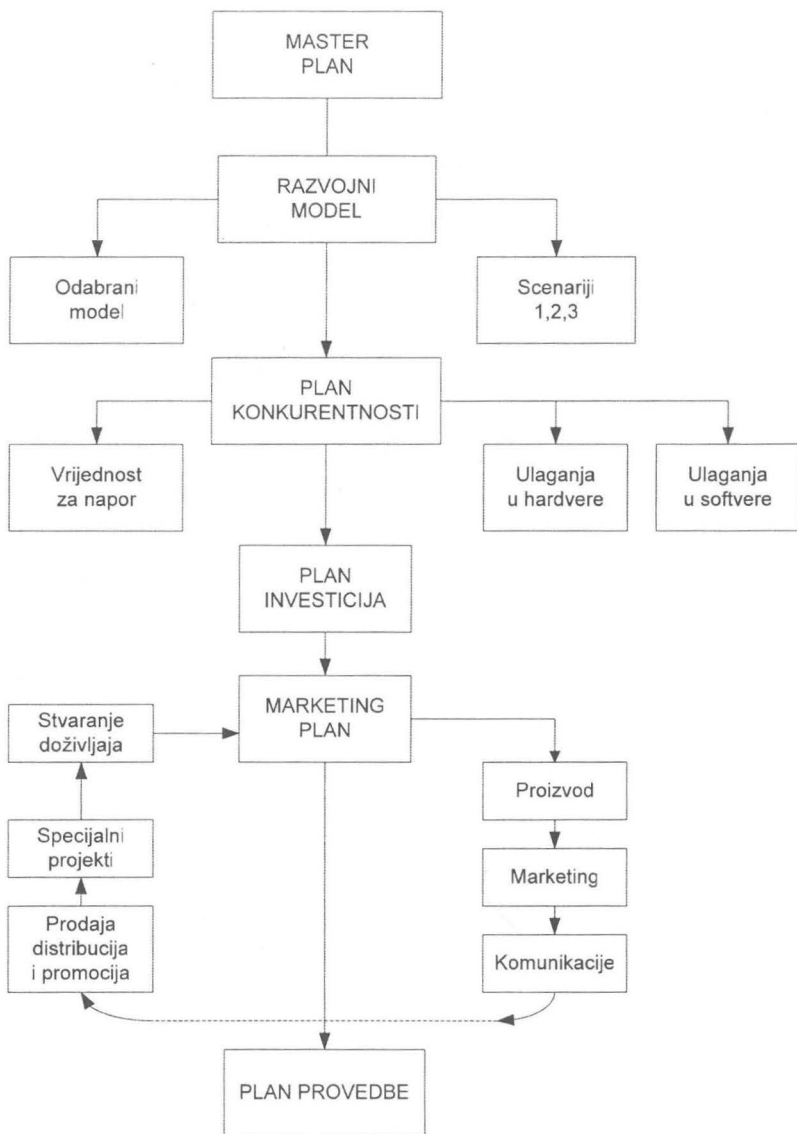 MASTER
PLAN
RAZVOJNI
MODEL
Odabrani
model
Scenariji
1,2,3
PLAN
KONKURENTNOSTI
Vrijednost
za napor
Ulaganja
u hardvere
Ulaganja
u softvere
PLAN
INVESTICIJA
MARKETING
PLAN
Stvaranje
doživljaja
Proizvod
Specijalni
projekti
Marketing
Prodaja
distribucija
i promocija
Komunikacije
PLAN PROVEDBE